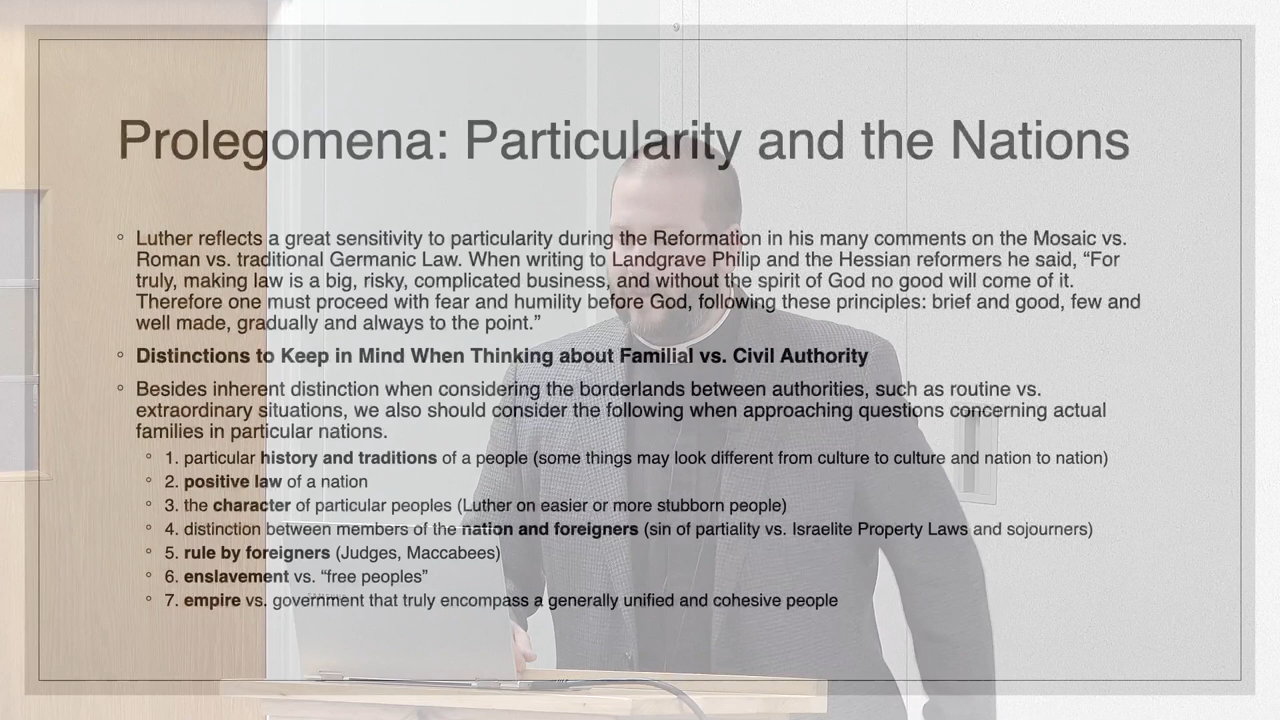 9
Prolegomena: Particularity and the Nations
◦ Luther reflects a great sensitivity to particularity during the Reformation in his many comments on the Mosaic vs.
Roman vs. traditional Germanic Law. When writing to Landgrave Philip and the Hessian reformers he said, “For
truly, making law is a big, risky, complicated business, and without the spirit of God no good will come of it.
Therefore one must proceed with fear and humility before God, following these principles: brief and good, few and
well made, gradually and always to the point.”
◦ Distinctions to Keep in Mind When Thinking about Familial vs. Civil Authority
◦ Besides inherent distinction when considering the borderlands between authorities, such as routine vs.
extraordinary situations, we also should consider the following when approaching questions concerning actual
families in particular nations.
◦ 1. particular history and traditions of a people (some things may look different from culture to culture and nation to nation)
◦ 2. positive law of a nation
◦ 3. the character of particular peoples (Luther on easier or more stubborn people)
◦ 4. distinction between members of the nation and foreigners (sin of partiality vs. Israelite Property Laws and sojourners)
◦ 5. rule by foreigners (Judges, Maccabees)
◦ 6. enslavement vs. “free peoples”
◦ 7. empire vs. government that truly encompass a generally unified and cohesive people